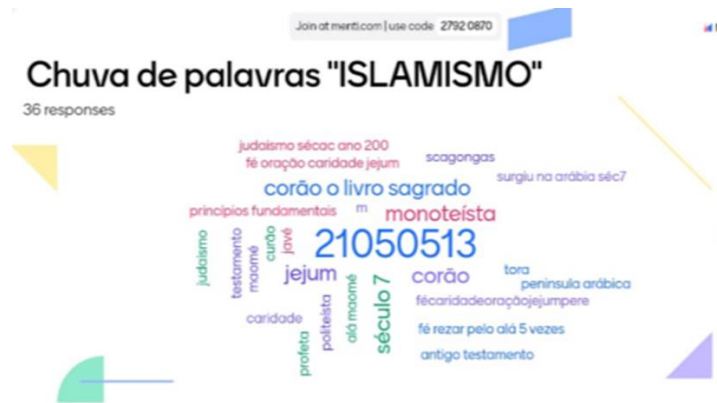 Join at menti.com | use code 2792 0870
Chuva de palavras "ISLAMISMO"
36 responses
judaismo sécac ano 200
fé oração caridade jejum
scagongas
surgiu na arábia séc7
corão o livro sagrado
princípios fundamentais
m
monoteísta
21050513
judaismo
testamento
maomé
curão
javé
jejum
corão
tora
peninsula arábica
fécaridadeoraçãojejumpere
caridade
profeta
politeista
alá maomé
século 7
fé rezar pelo alá 5 vezes
antigo testamento